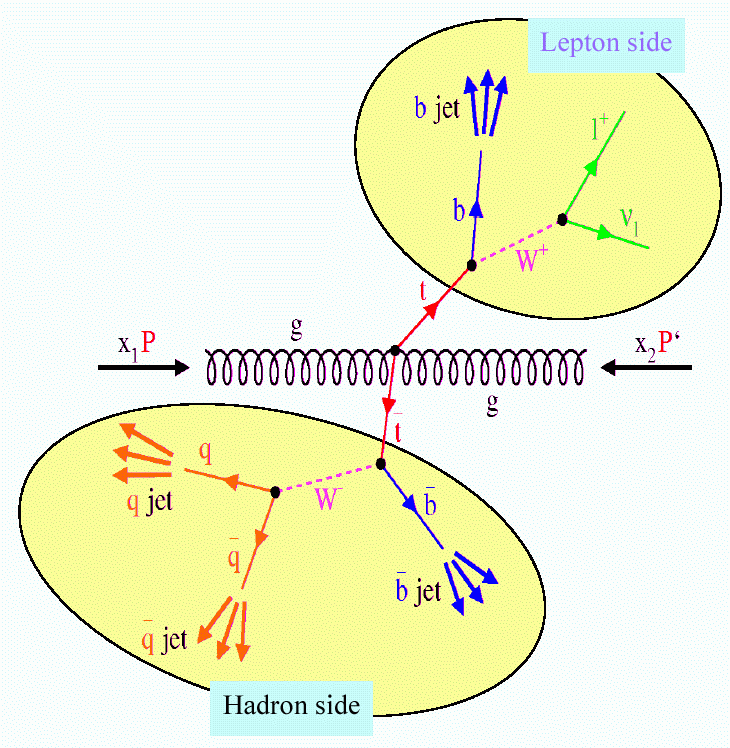 Lepton side
b jet
l⁺
b
ν₁
W⁺
t
g
x₁P
x₂P‘
g
t̄
q
W⁻
b̄
q jet
q̄
b̄ jet
q̄ jet
Hadron side